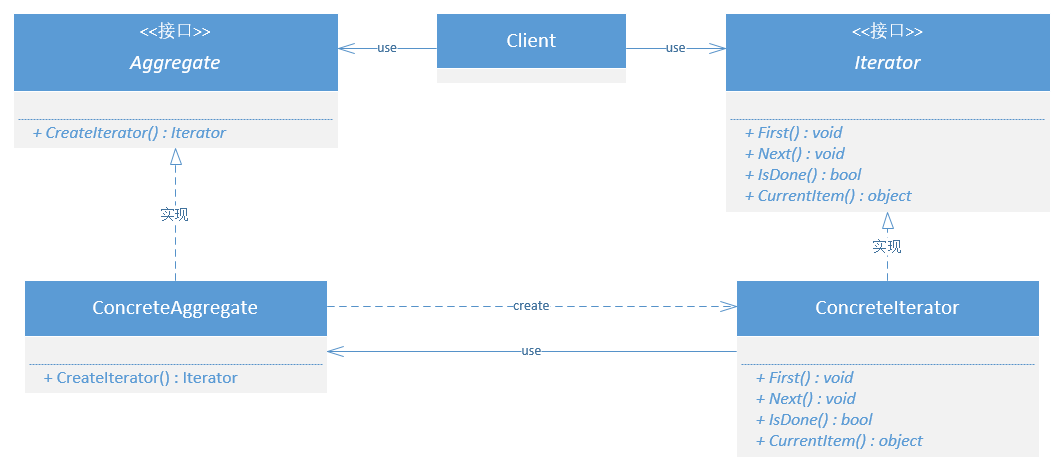 <<接口>>
Aggregate
+ CreateIterator() : Iterator
use
Client
use
<<接口>>
Iterator
+ First() : void
+ Next() : void
+ IsDone() : bool
+ CurrentItem() : object
实现
实现
ConcreteAggregate
+ CreateIterator() : Iterator
create
use
ConcreteIterator
+ First() : void
+ Next() : void
+ IsDone() : bool
+ CurrentItem() : object